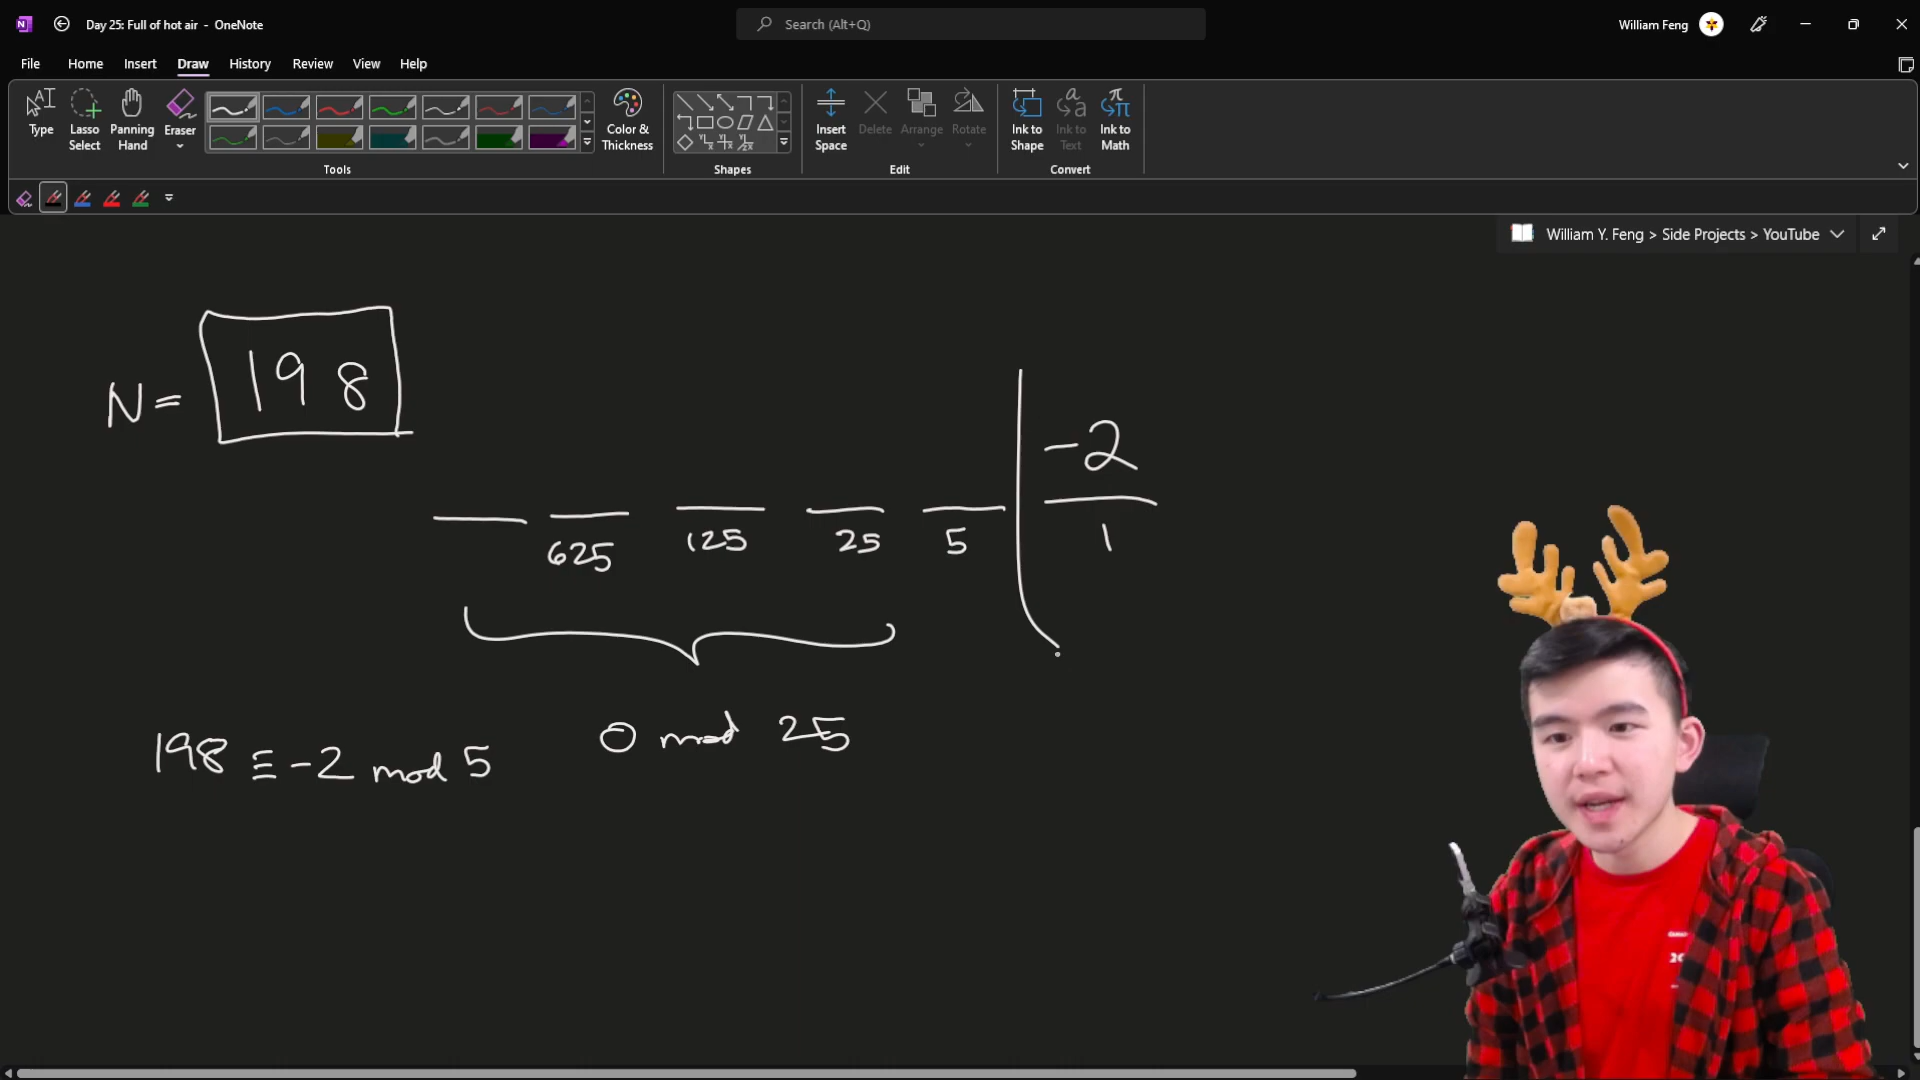 Day 25: Full of hot air - OneNote
Search (Alt+Q)
William Feng
File Home Insert Draw History Review View Help
Type
Lasso Select
Panning Hand
Eraser
Color & Thickness
Insert Space
Delete
Arrange
Rotate
Ink to Shape
Ink to Text
Ink to Math
Tools
Shapes
Edit
Convert
William Y. Feng > Side Projects > YouTube
N = 198
-2
625 125 25 5 1
0 mod 25
198 ≡ -2 mod 5